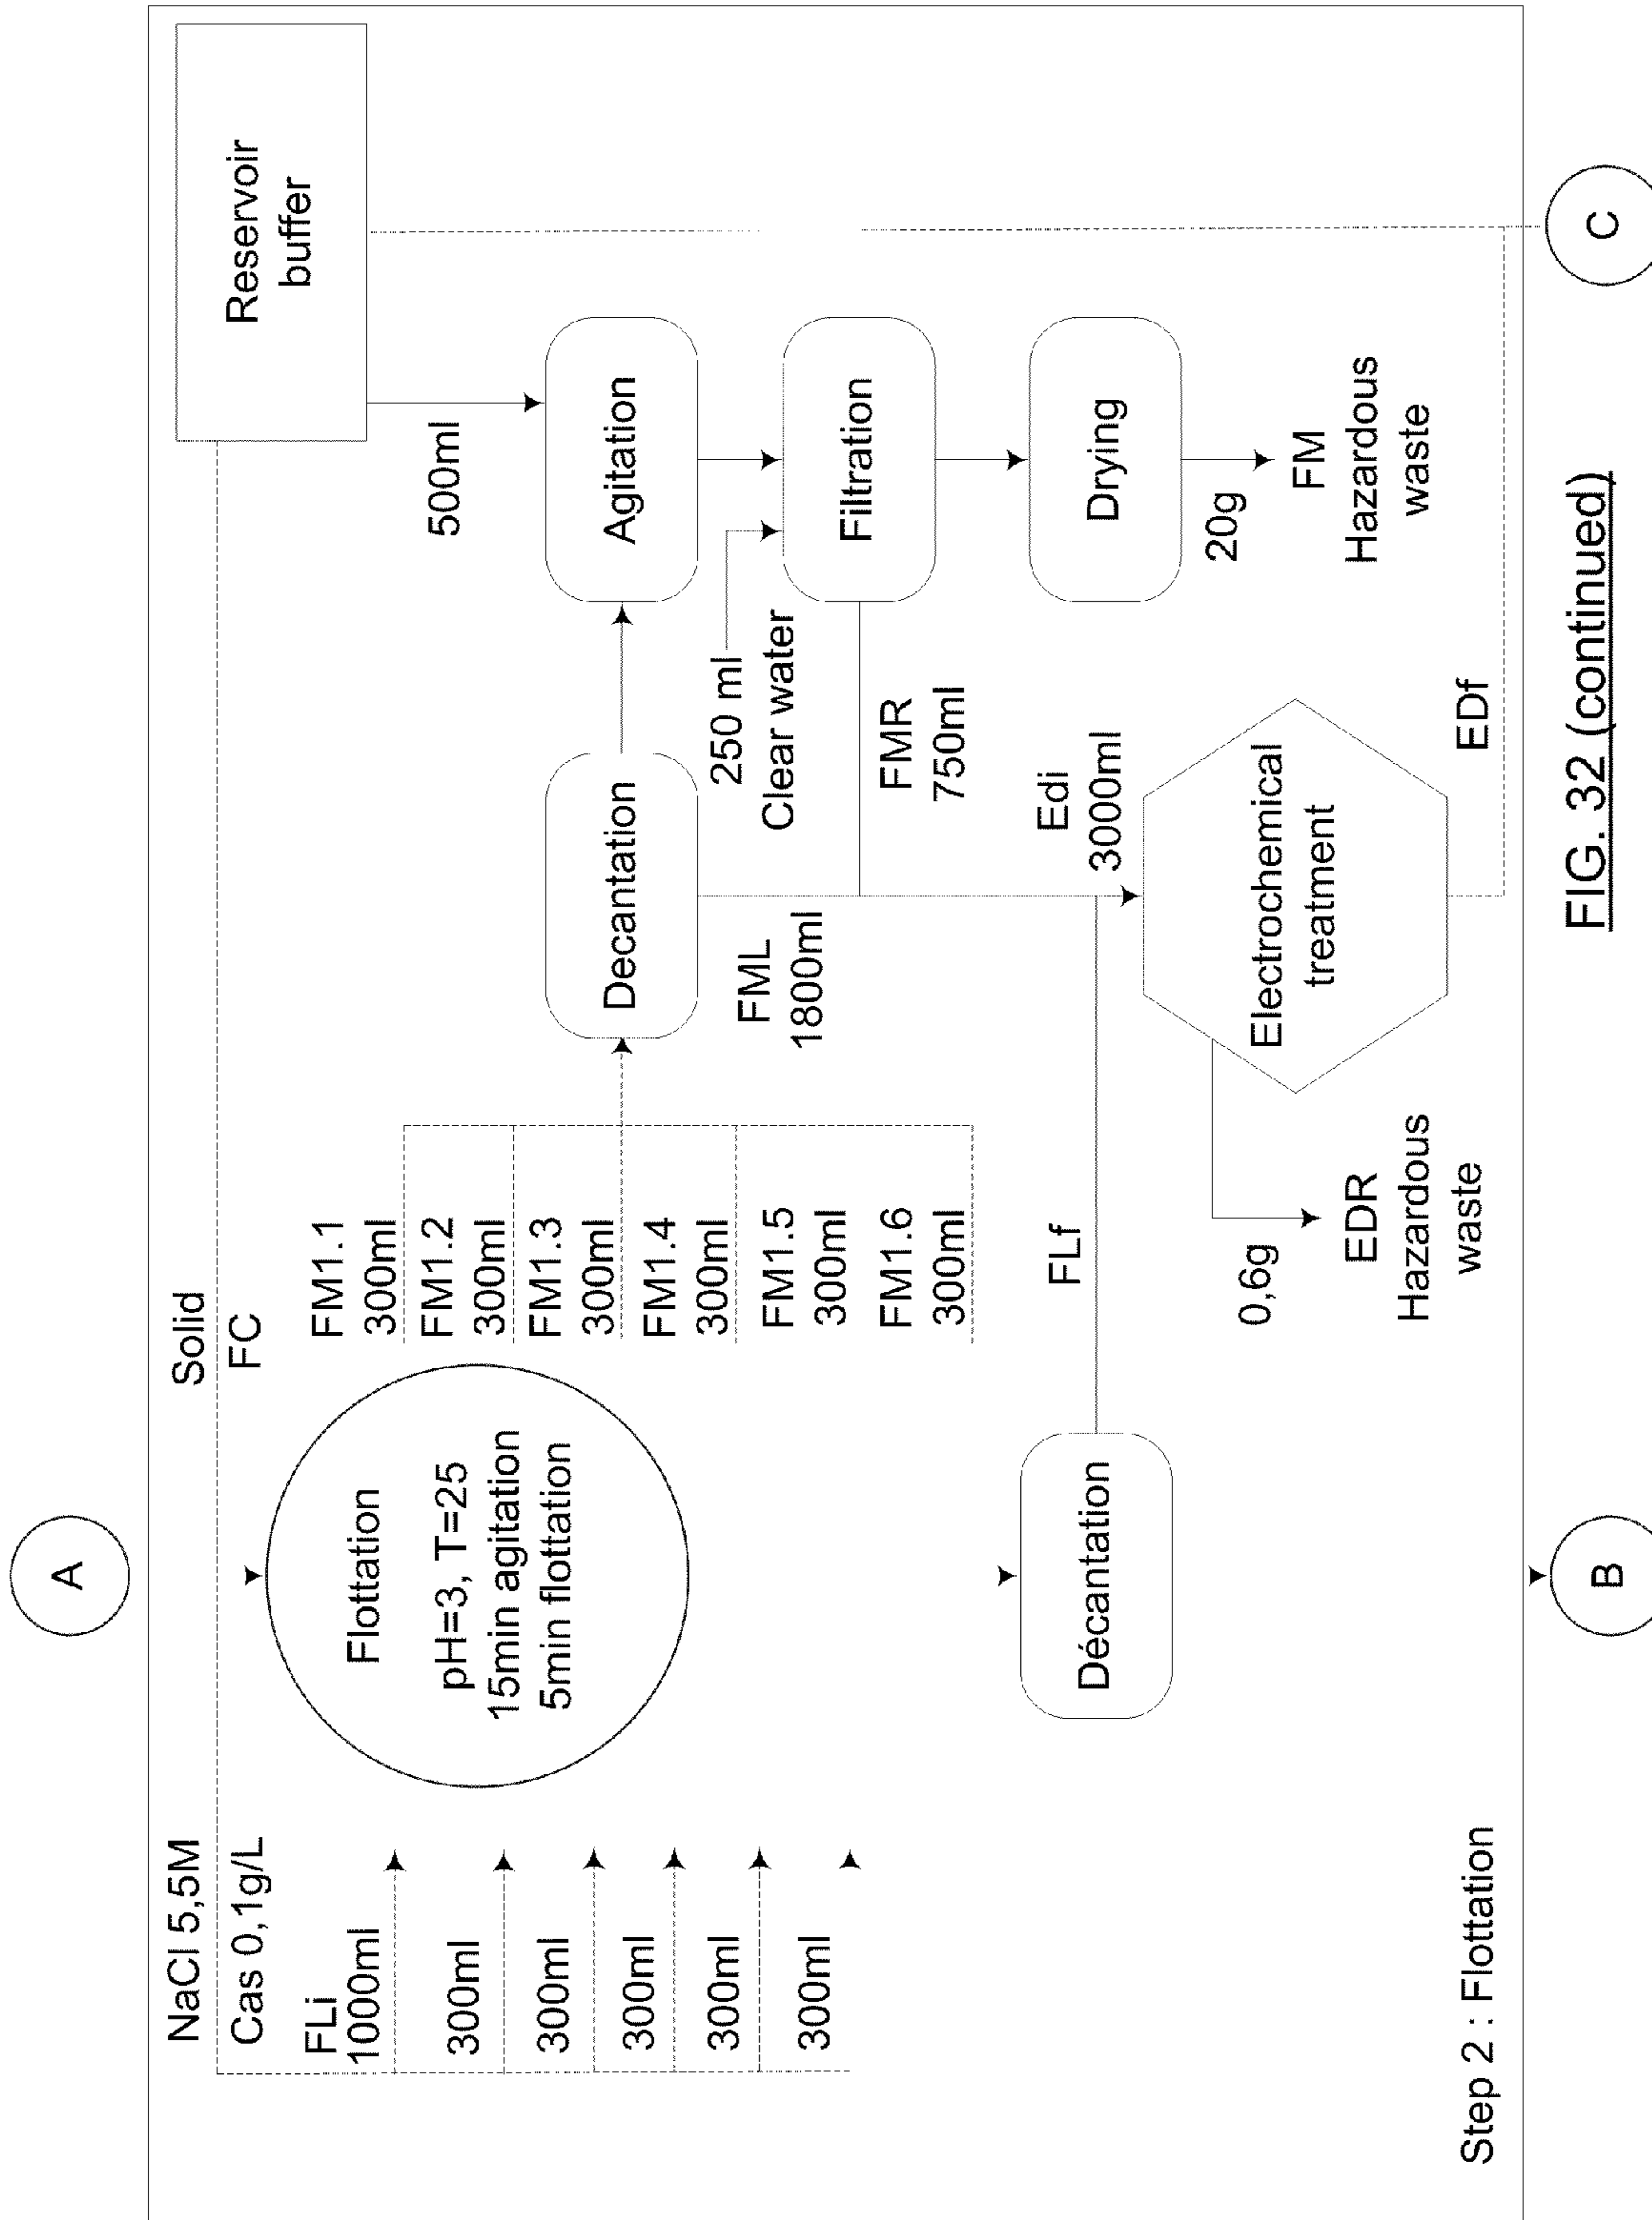 A
NaCl 5,5M
Solid
Cas 0,1g/L
FC
Reservoir
buffer
FLi
1000ml
300ml
300ml
300ml
300ml
300ml
Flottation
pH=3, T=25
15min agitation
5min flottation
FM1.1
300ml
FM1.2
300ml
FM1.3
300ml
FM1.4
300ml
FM1.5
300ml
FM1.6
300ml
500ml
Decantation
Agitation
250 ml
Clear water
FML
1800ml
Filtration
FMR
750ml
Drying
20g
FM
Hazardous
waste
Edi
3000ml
Décantation
FLf
Electrochemical
treatment
0,6g
EDR
Hazardous
waste
EDf
Step 2 : Flottation
B
C
FIG. 32 (continued)